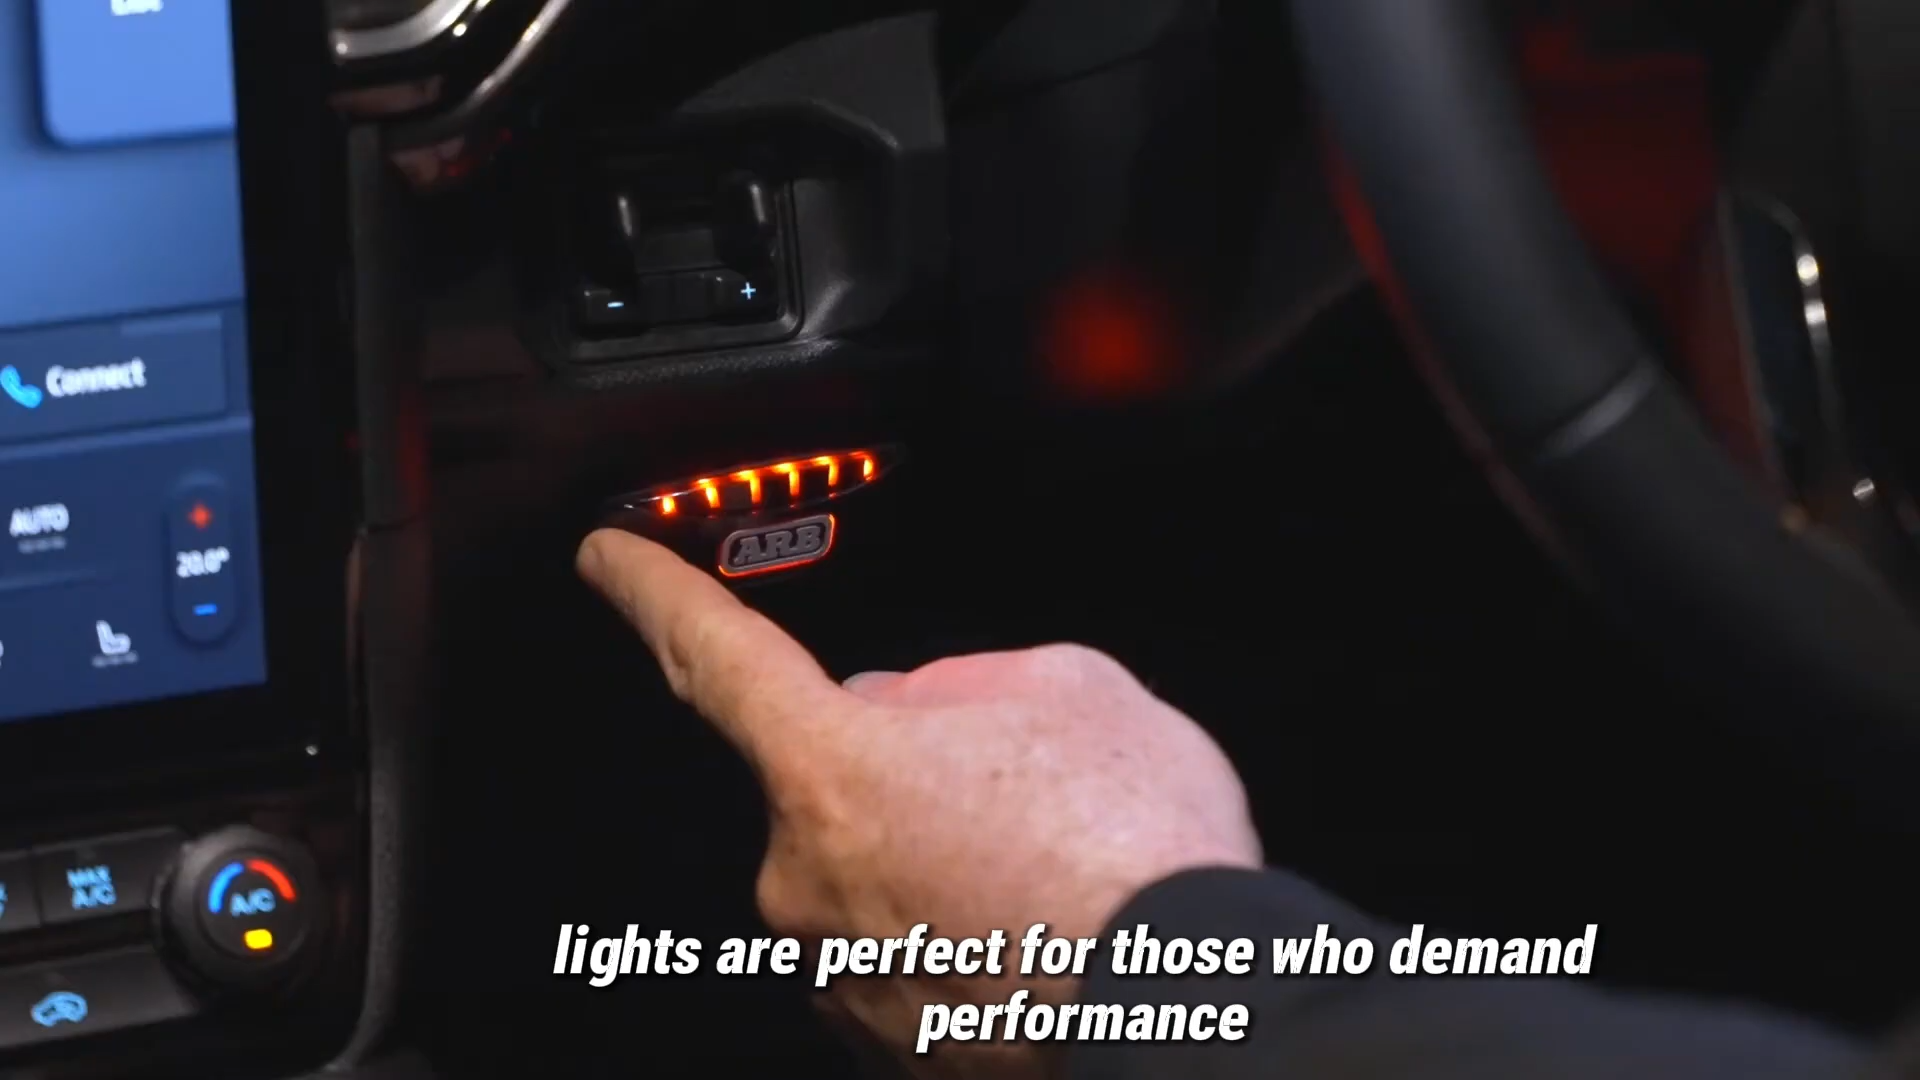 Connect
AUTO
20.0°
ARB
MAX
A/C
A/C
lights are perfect for those who demand
performance